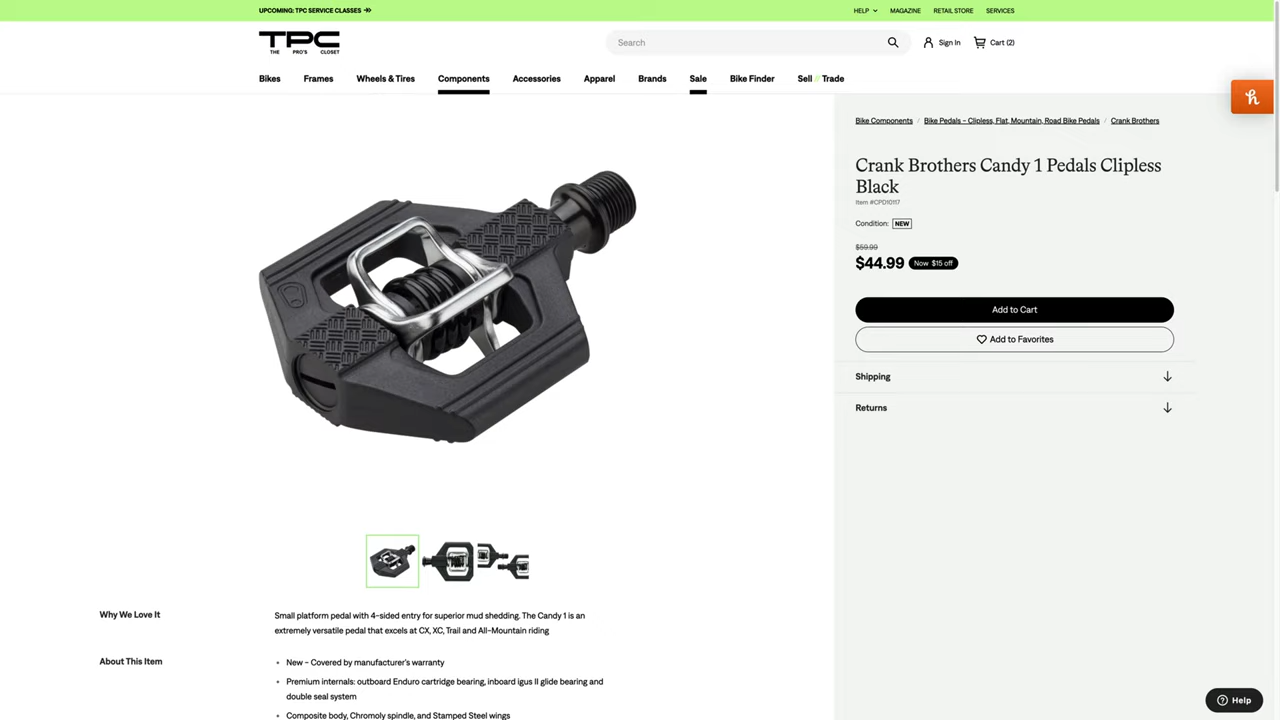 UPCOMING: TPC SERVICE CLASSES
HELP
MAGAZINE
RETAIL STORE
SERVICES
TPC
THE PRO'S CLOSET
Search
Sign In
Cart (2)
Bikes
Frames
Wheels & Tires
Components
Accessories
Apparel
Brands
Sale
Bike Finder
Sell // Trade
Bike Components / Bike Pedals - Clipless, Flat, Mountain, Road Bike Pedals / Crank Brothers
Crank Brothers Candy 1 Pedals Clipless
Black
Item #CPD10117
Condition: NEW
$59.99
$44.99 Now $15 off
Add to Cart
Add to Favorites
Shipping
Returns
Why We Love It
Small platform pedal with 4-sided entry for superior mud shedding. The Candy 1 is an
extremely versatile pedal that excels at CX, XC, Trail and All-Mountain riding
About This Item
• New - Covered by manufacturer's warranty
• Premium internals: outboard Enduro cartridge bearing, inboard igus II glide bearing and
double seal system
• Composite body, Chromoly spindle, and Stamped Steel wings
Help